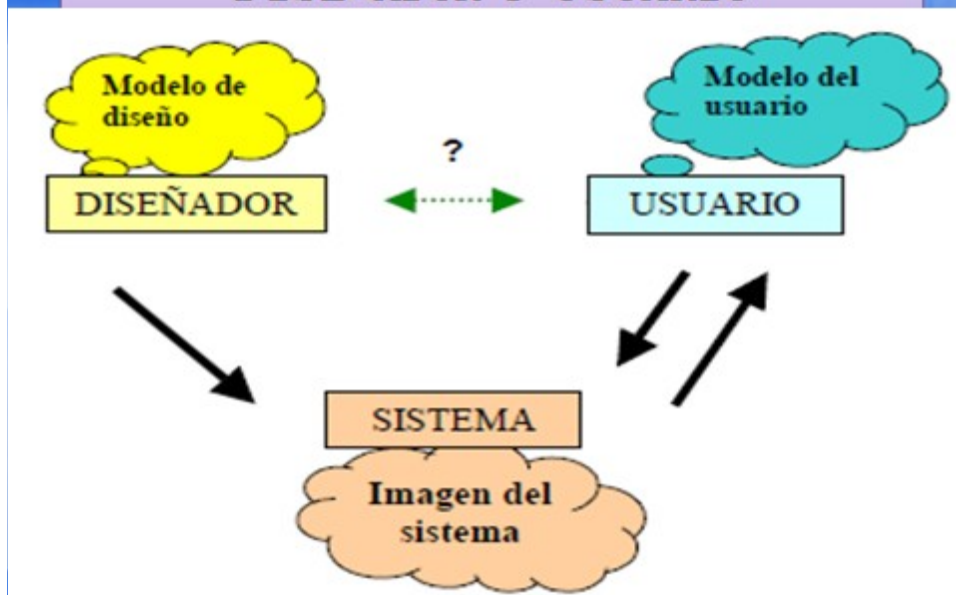 Modelo de
diseño
Modelo del
usuario
?
DISEÑADOR
USUARIO
SISTEMA
Imagen del
sistema